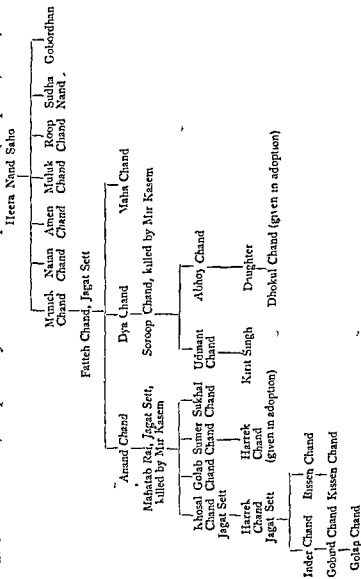 Heera Nand Saho
Manick Naian Amen Muluk Roop Sudha Gobordhan
Chand Chand Chand Chand Chand Nand
Fatteh Chand, Jagat Sett
Anand Chand Dya Chand Maha Chand
Mahatab Rai, Jagat Sett, Soroop Chand, killed by Mir Kasem
killed by Mir Kasem
Khosal Golab Sumer Sukhal Udmant Abhoy Chand
Chand Chand Chand Chand Chand
Jagat Sett
Harrek Harrek Kirit Singh Daughter
Chand Chand
Jagat Sett (given in adoption) Dhokul Chand (given in adoption)
Inder Chand Bissen Chand
Gobind Chand Kissen Chand
Golap Chand